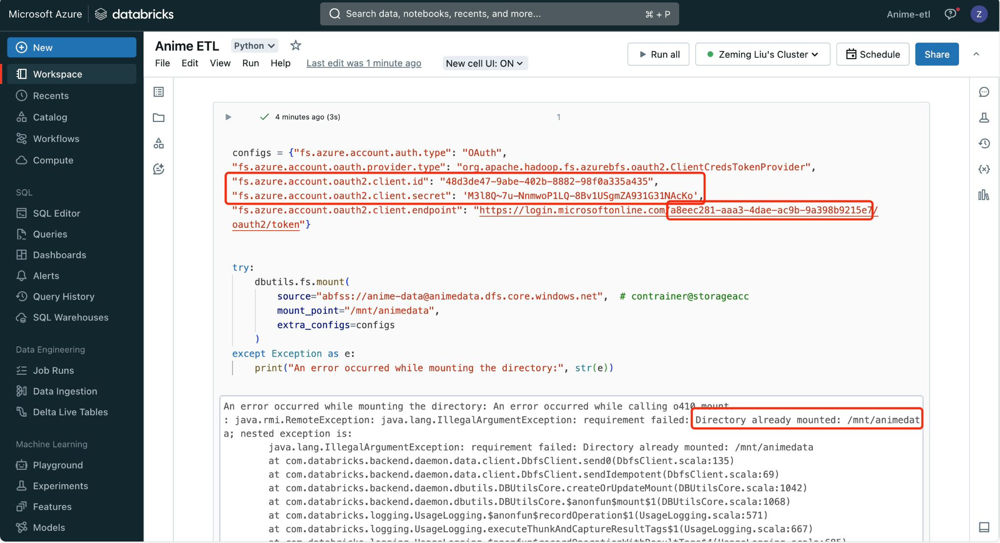 Microsoft Azure
databricks
Search data, notebooks, recents, and more...
⌘ + P
Anime-etl
Z
New
Workspace
Recents
Catalog
Workflows
Compute
SQL
SQL Editor
Queries
Dashboards
Alerts
Query History
SQL Warehouses
Data Engineering
Job Runs
Data Ingestion
Delta Live Tables
Machine Learning
Playground
Experiments
Features
Models
Anime ETL
Python
File Edit View Run Help
Last edit was 1 minute ago
New cell UI: ON
Run all
Zeming Liu's Cluster
Schedule
Share
4 minutes ago (3s)
1
configs = {"fs.azure.account.auth.type": "OAuth",
"fs.azure.account.oauth.provider.type": "org.apache.hadoop.fs.azurebfs.oauth2.ClientCredsTokenProvider",
"fs.azure.account.oauth2.client.id": "48d3de47-9abe-402b-8882-98f0a335a435",
"fs.azure.account.oauth2.client.secret": 'M3l8Q~7u-NnmwoP1LQ-8Bv1USgmZA931G31NAcKo',
"fs.azure.account.oauth2.client.endpoint": "https://login.microsoftonline.com/a8eec281-aaa3-4dae-ac9b-9a398b9215e7/
oauth2/token"}
try:
dbutils.fs.mount(
source="abfss://anime-data@animedata.dfs.core.windows.net", # contrainer@storageacc
mount_point="/mnt/animedata",
extra_configs=configs
)
except Exception as e:
print("An error occurred while mounting the directory:", str(e))
An error occurred while mounting the directory: An error occurred while calling o410.mount.
: java.rmi.RemoteException: java.lang.IllegalArgumentException: requirement failed: Directory already mounted: /mnt/animedat
a; nested exception is:
java.lang.IllegalArgumentException: requirement failed: Directory already mounted: /mnt/animedata
at com.databricks.backend.daemon.data.client.DbfsClient.send0(DbfsClient.scala:135)
at com.databricks.backend.daemon.data.client.DbfsClient.sendIdempotent(DbfsClient.scala:69)
at com.databricks.backend.daemon.dbutils.DBUtilsCore.createOrUpdateMount(DBUtilsCore.scala:1042)
at com.databricks.backend.daemon.dbutils.DBUtilsCore.$anonfun$mount$1(DBUtilsCore.scala:1068)
at com.databricks.logging.UsageLogging.$anonfun$recordOperation$1(UsageLogging.scala:571)
at com.databricks.logging.UsageLogging.executeThunkAndCaptureResultTags$1(UsageLogging.scala:667)